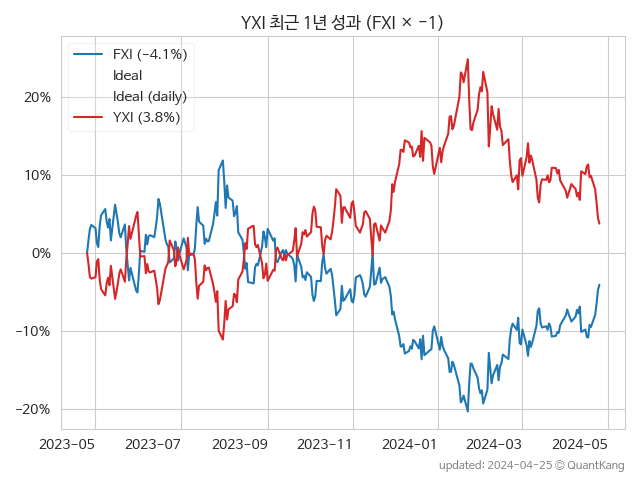 YXI 최근 1년 성과 (FXI × -1)
FXI (−4.1%)
Ideal
Ideal (daily)
YXI (3.8%)
20%
10%
0%
−10%
−20%
2023-05 2023-07 2023-09 2023-11 2024-01 2024-03 2024-05
updated: 2024-04-25 © QuantKang